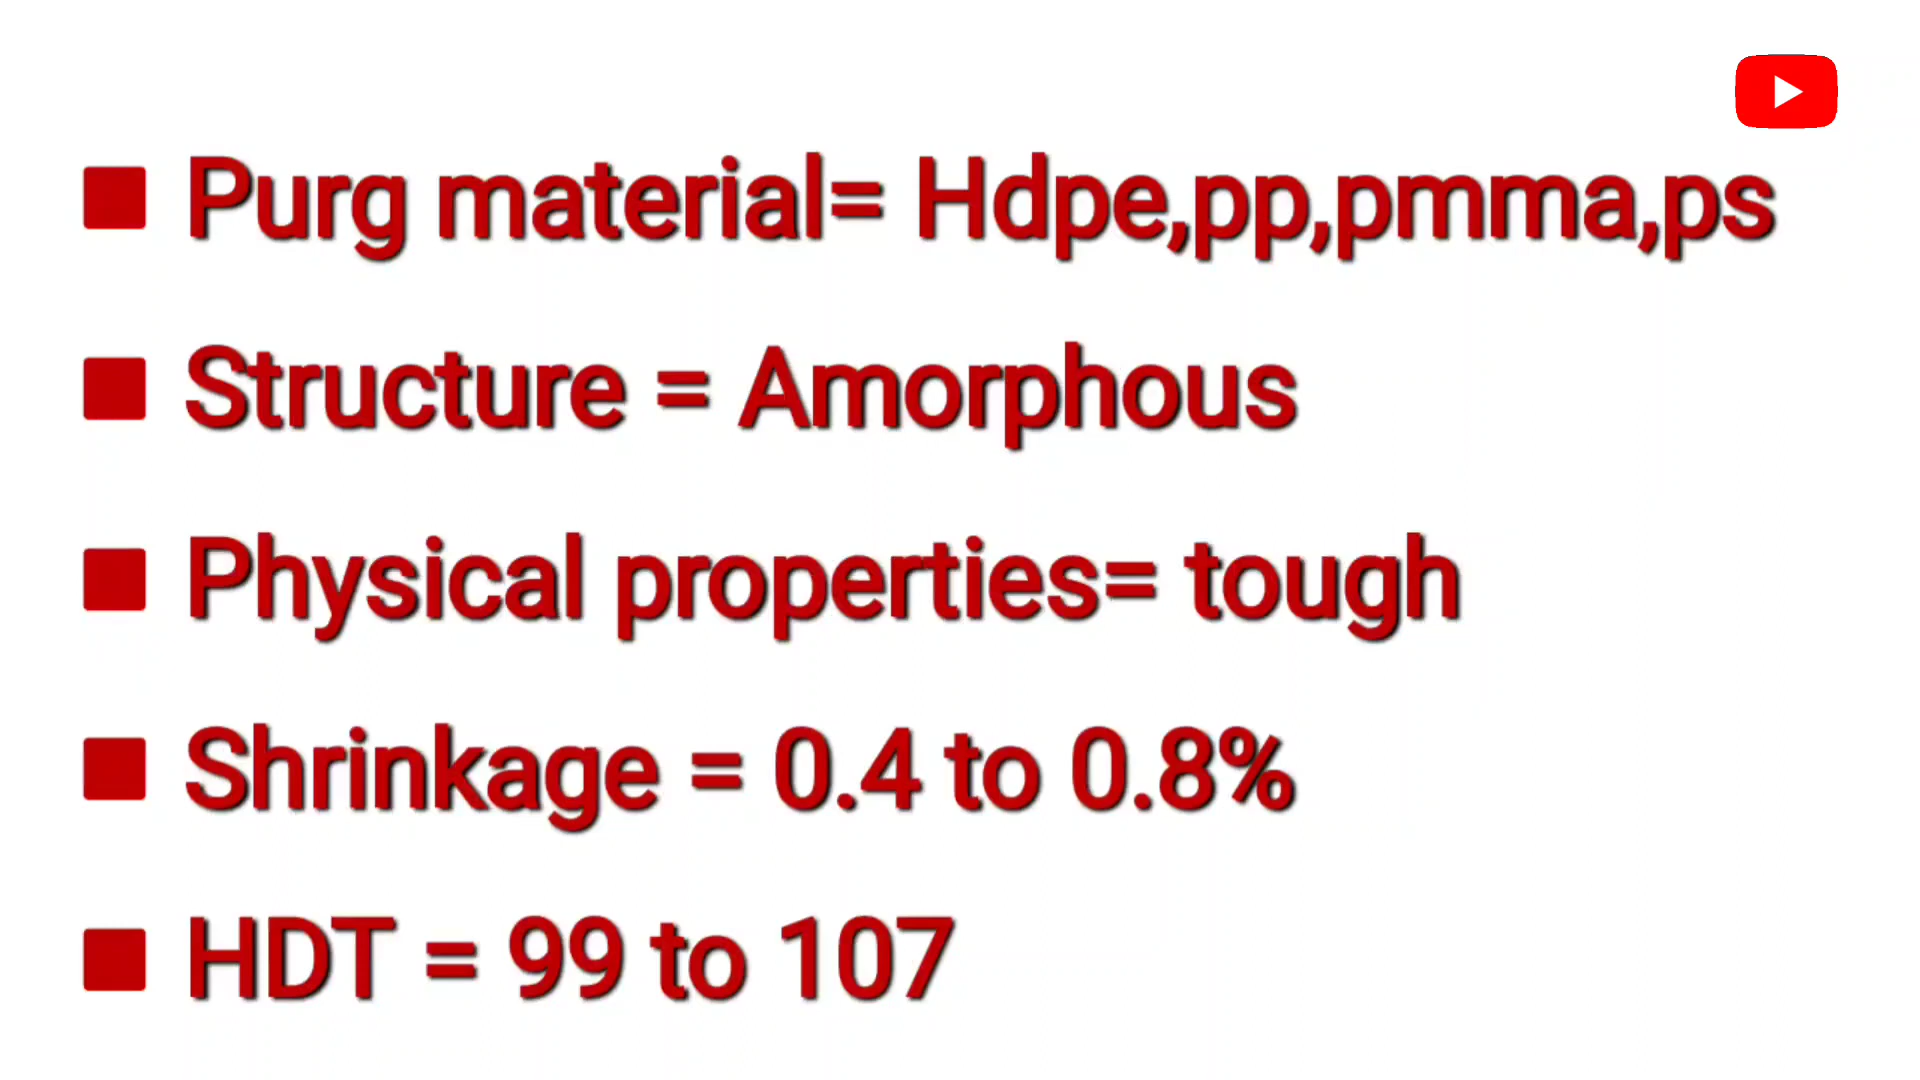 Purg material= Hdpe,pp,pmma,ps
Structure = Amorphous
Physical properties= tough
Shrinkage = 0.4 to 0.8%
HDT = 99 to 107